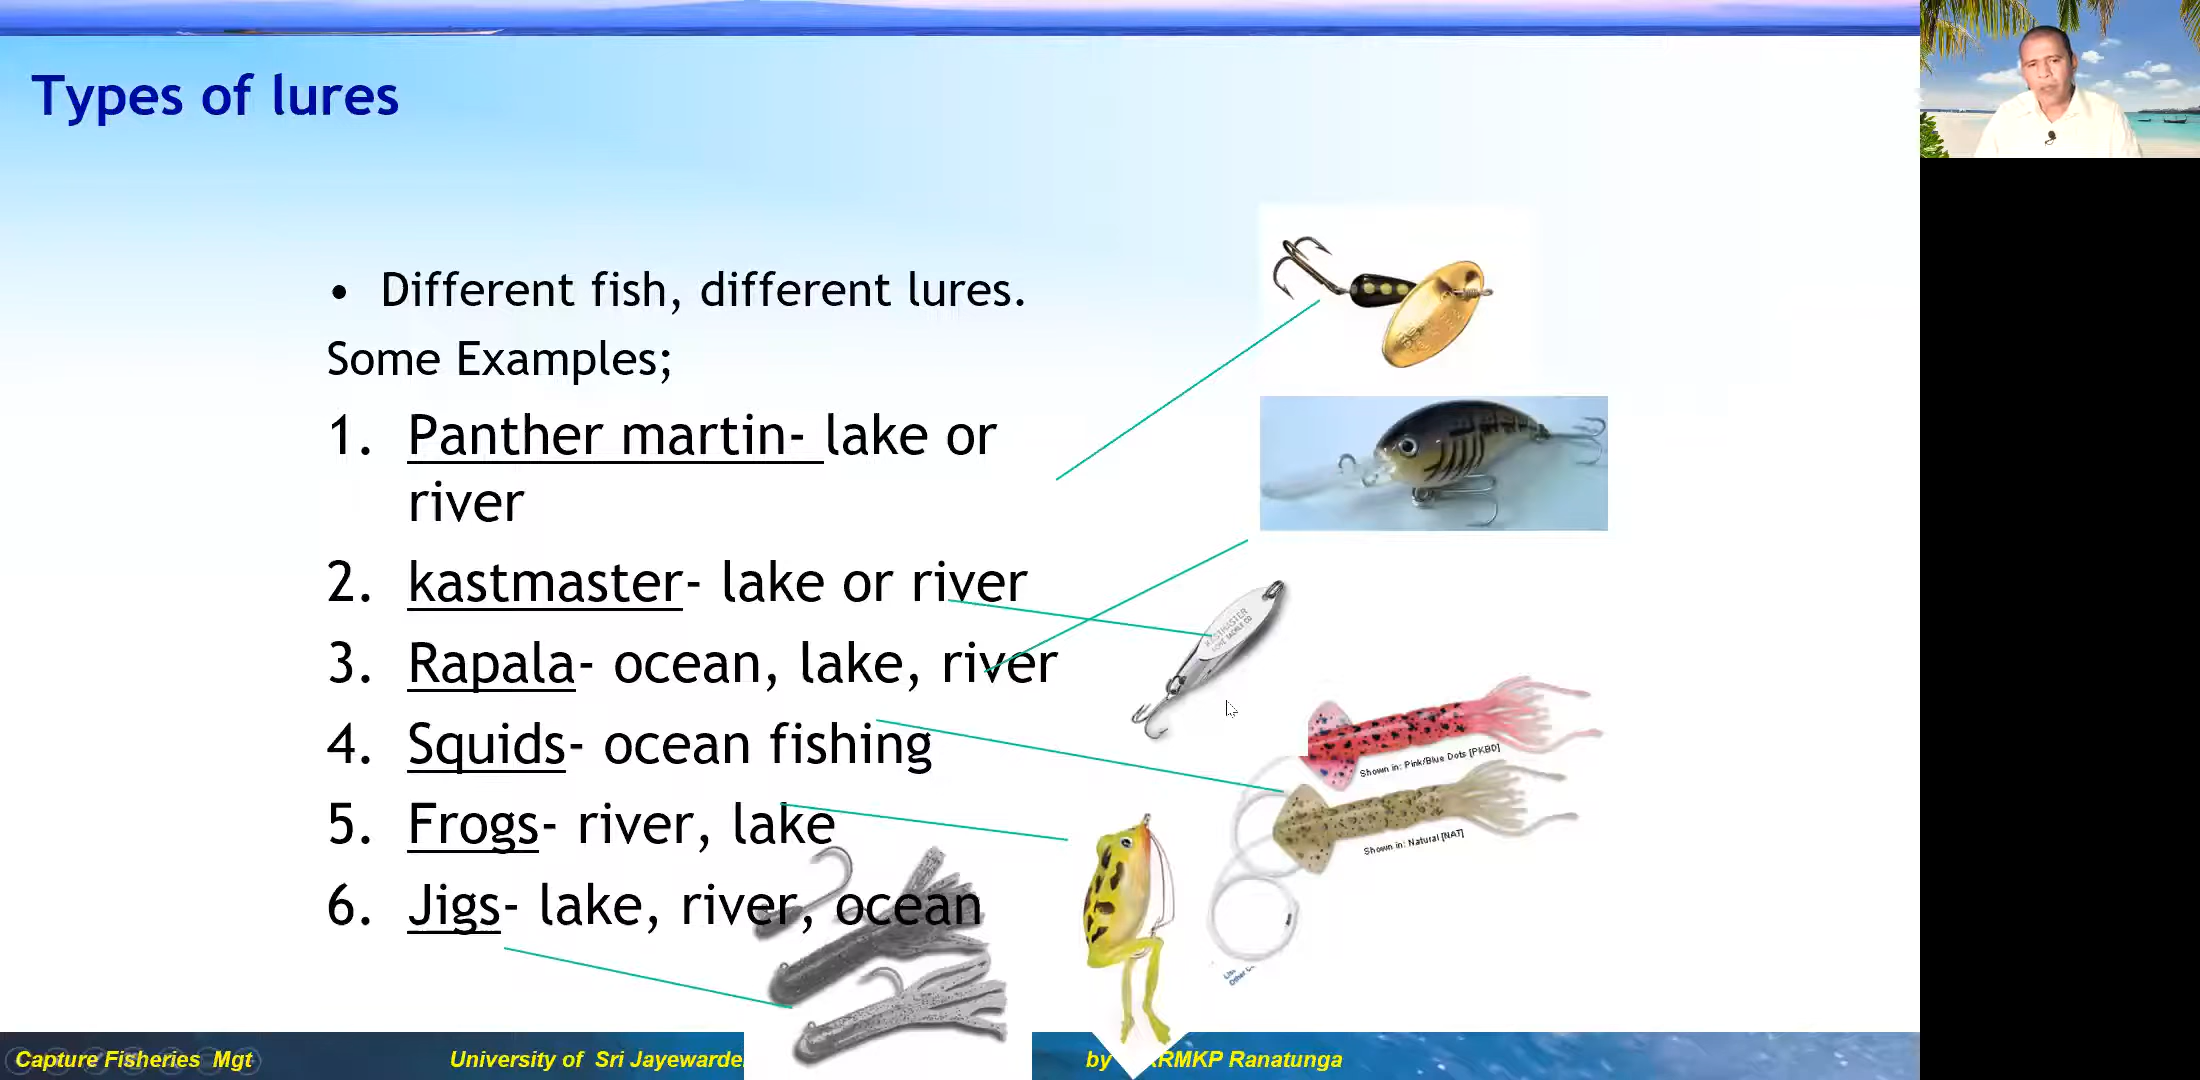 Types of lures
• Different fish, different lures.
Some Examples;
1. Panther martin- lake or
river
2. kastmaster- lake or river
3. Rapala- ocean, lake, river
4. Squids- ocean fishing
5. Frogs- river, lake
6. Jigs- lake, river, ocean
KASTMASTER
Shown in: Pink/Blue Dots [PKBD]
Shown in: Natural [NAT]
Capture Fisheries Mgt
University of Sri Jayewarde
by RMKP Ranatunga